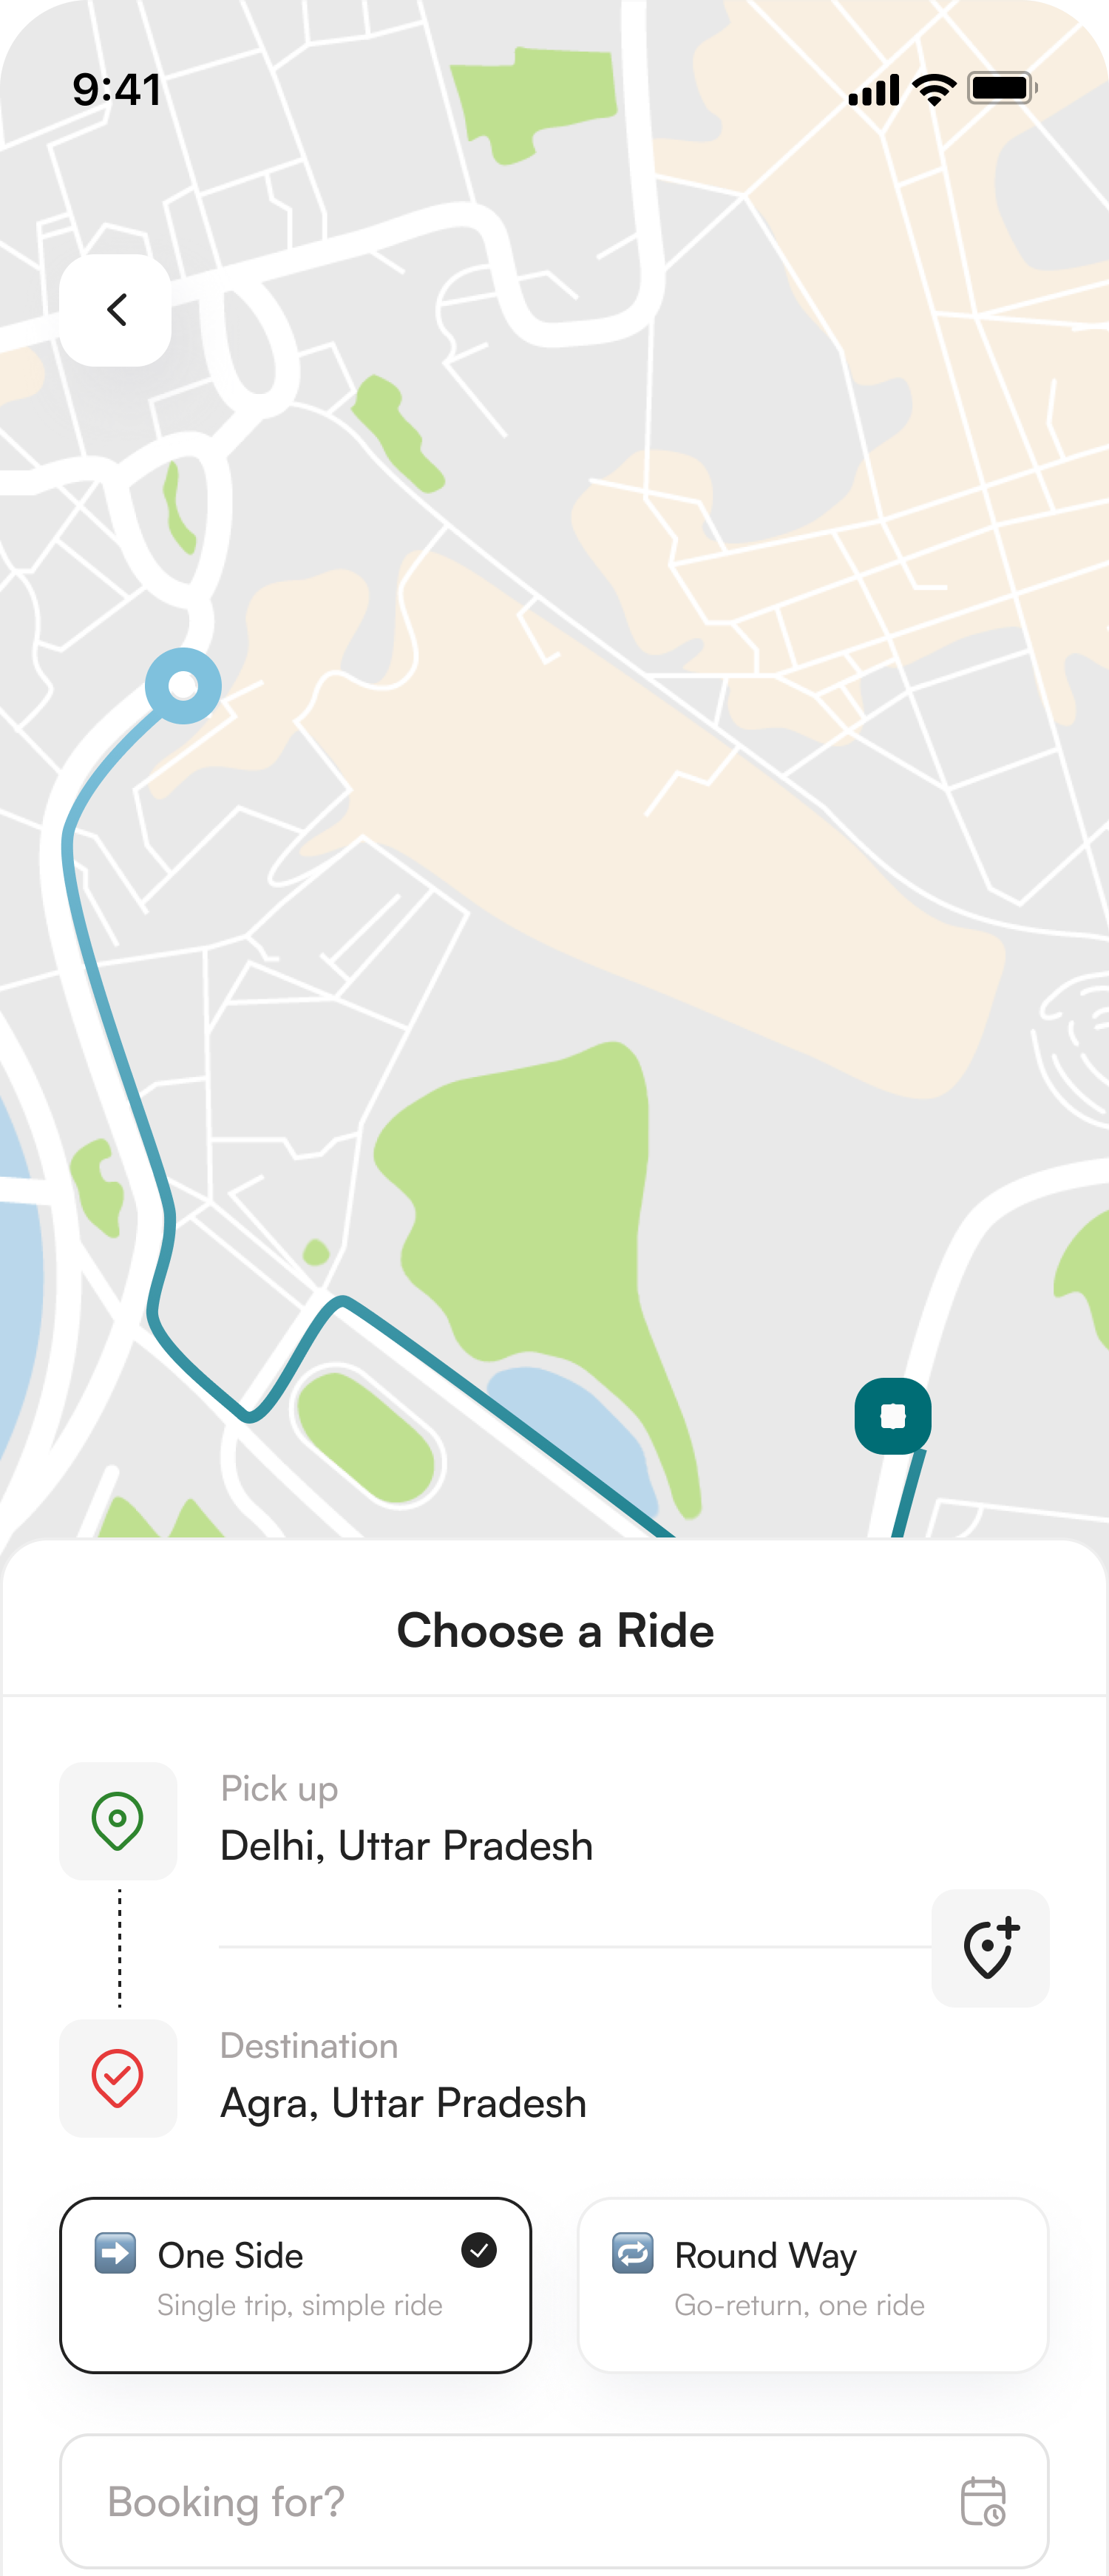 9:41
Choose a Ride
Pick up
Delhi, Uttar Pradesh
Destination
Agra, Uttar Pradesh
One Side
Single trip, simple ride
Round Way
Go-return, one ride
Booking for?